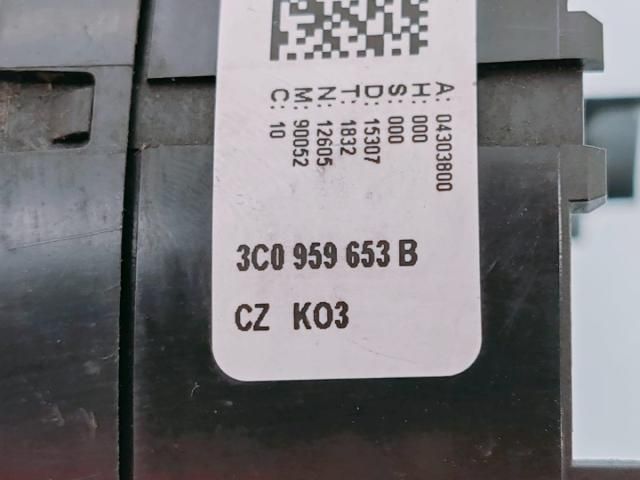 A: 04303800
H: 000
S: 000
D: 15307
T: 1832
N: 12605
M: 90052
C: 10
3C0 959 653 B
CZ KO3